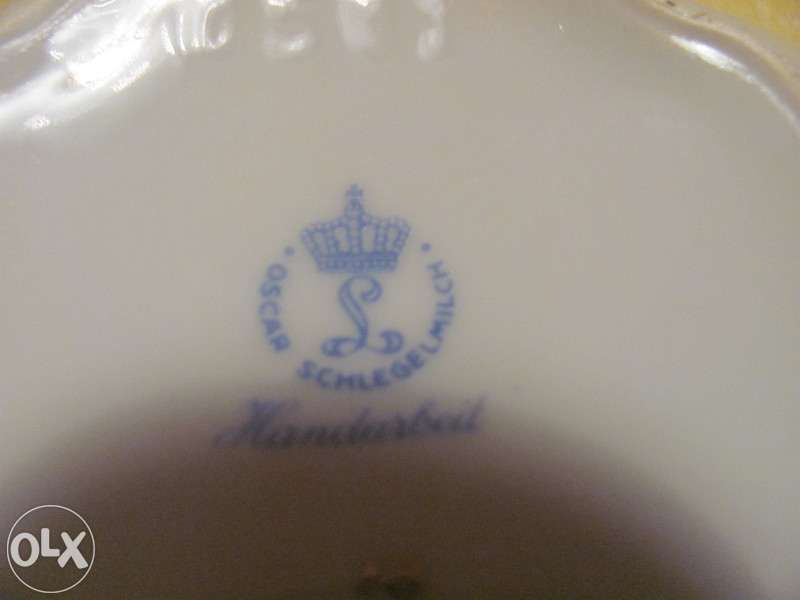 OSCAR SCHLEGELMILCH
L
Handarbeit
OLX